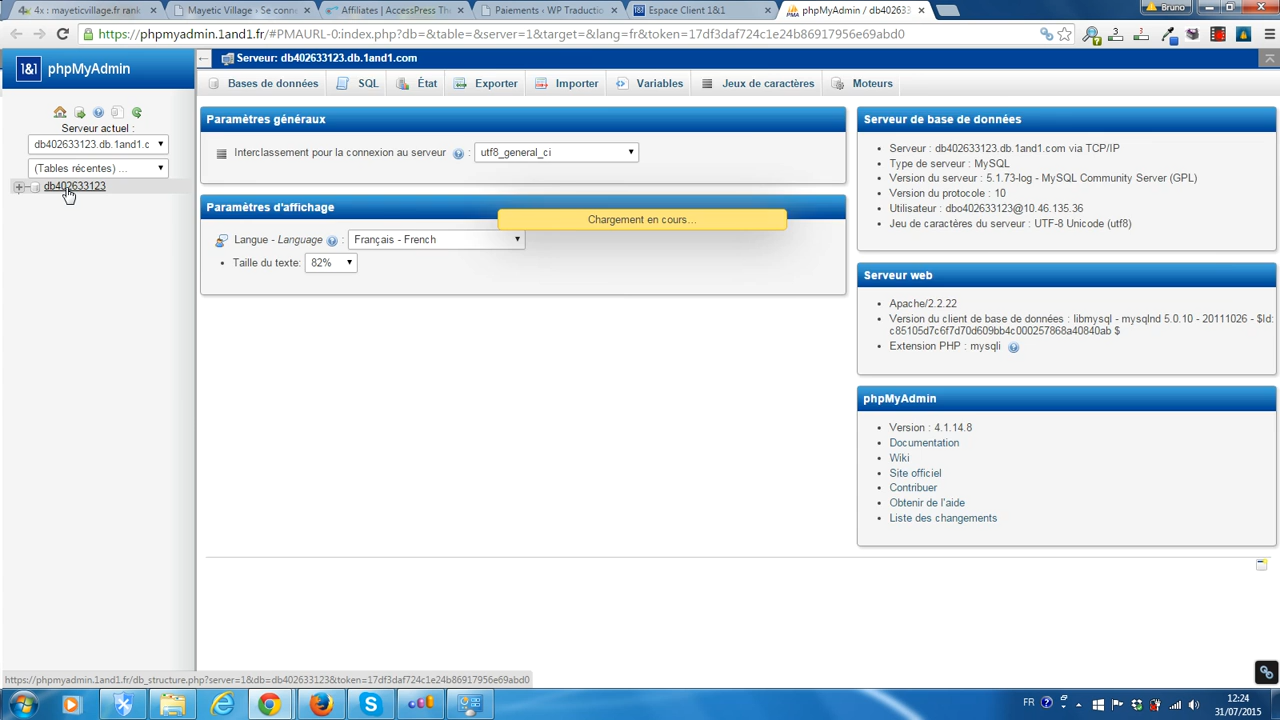 4x : mayeticvillage.fr rank
Mayetic Village › Se conne
Affiliates | AccessPress Th
Paiements ‹ WP Traductio
Espace Client 1&1
phpMyAdmin / db402633
Bruno
https://phpmyadmin.1and1.fr/#PMAURL-0:index.php?db=&table=&server=1&target=&lang=fr&token=17df3daf724c1e24b86917956e69abd0
3
3
1&1 phpMyAdmin
Serveur: db402633123.db.1and1.com
Bases de données
SQL
État
Exporter
Importer
Variables
Jeux de caractères
Moteurs
Serveur actuel :
db402633123.db.1and1.c
(Tables récentes) ...
db402633123
Paramètres généraux
Interclassement pour la connexion au serveur : utf8_general_ci
Paramètres d'affichage
Chargement en cours…
Langue - Language : Français - French
Taille du texte: 82%
Serveur de base de données
Serveur : db402633123.db.1and1.com via TCP/IP
Type de serveur : MySQL
Version du serveur : 5.1.73-log - MySQL Community Server (GPL)
Version du protocole : 10
Utilisateur : dbo402633123@10.46.135.36
Jeu de caractères du serveur : UTF-8 Unicode (utf8)
Serveur web
Apache/2.2.22
Version du client de base de données : libmysql - mysqlnd 5.0.10 - 20111026 - $Id:
c85105d7c6f7d70d609bb4c000257868a40840ab $
Extension PHP : mysqli
phpMyAdmin
Version : 4.1.14.8
Documentation
Wiki
Site officiel
Contribuer
Obtenir de l'aide
Liste des changements
https://phpmyadmin.1and1.fr/db_structure.php?server=1&db=db402633123&token=17df3daf724c1e24b86917956e69abd0
FR
12:24
31/07/2015